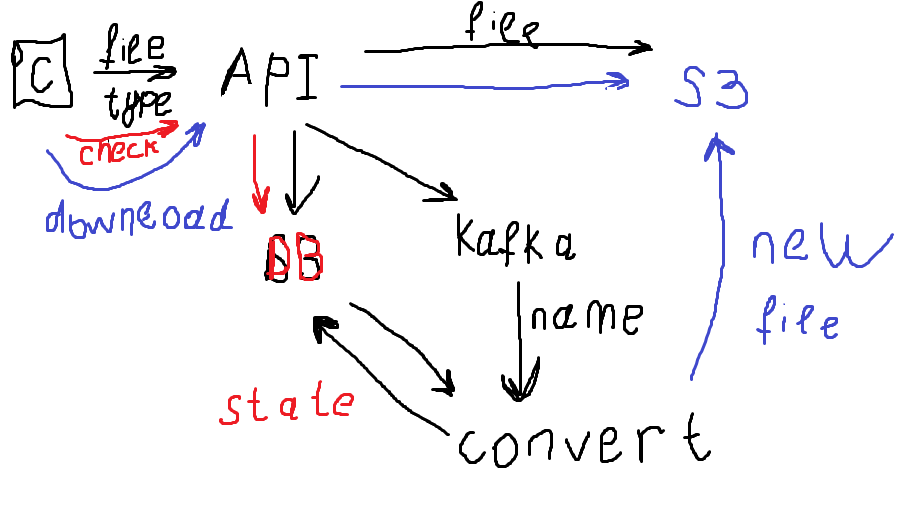 file
C
file
API
type
S3
check
download
DB
Kafka
new
name
file
state
convert